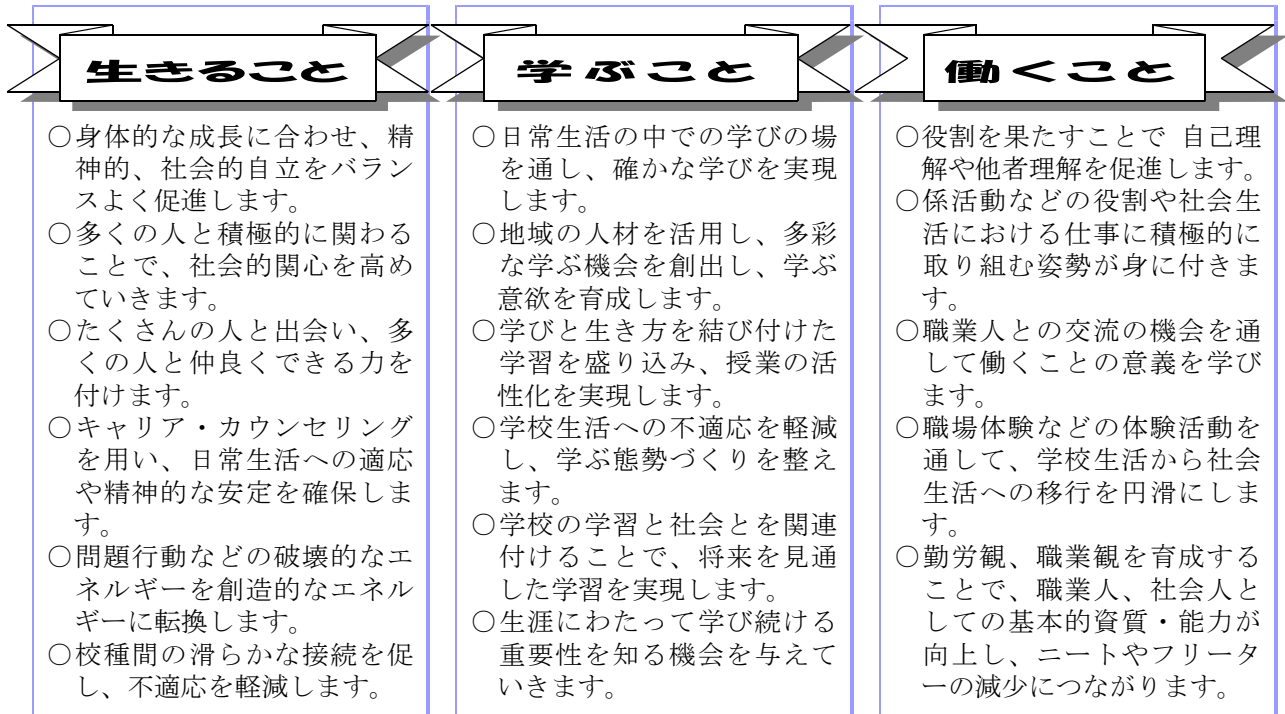 生きること
○身体的な成長に合わせ、精
神的、社会的自立をバラン
スよく促進します。
○多くの人と積極的に関わる
ことで、社会的関心を高め
ていきます。
○たくさんの人と出会い、多
くの人と仲良くできる力を
付けます。
○キャリア・カウンセリング
を用い、日常生活への適応
や精神的な安定を確保しま
す。
○問題行動などの破壊的なエ
ネルギーを創造的なエネル
ギーに転換します。
○校種間の滑らかな接続を促
し、不適応を軽減します。
学ぶこと
○日常生活の中での学びの場
を通し、確かな学びを実現
します。
○地域の人材を活用し、多彩
な学ぶ機会を創出し、学ぶ
意欲を育成します。
○学びと生き方を結び付けた
学習を盛り込み、授業の活
性化を実現します。
○学校生活への不適応を軽減
し、学ぶ態勢づくりを整え
ます。
○学校の学習と社会とを関連
付けることで、将来を見通
した学習を実現します。
○生涯にわたって学び続ける
重要性を知る機会を与えて
いきます。
働くこと
○役割を果たすことで 自己理
解や他者理解を促進します。
○係活動などの役割や社会生
活における仕事に積極的に
取り組む姿勢が身に付きま
す。
○職業人との交流の機会を通
して働くことの意義を学び
ます。
○職場体験などの体験活動を
通して、学校生活から社会
生活への移行を円滑にしま
す。
○勤労観、職業観を育成する
ことで、職業人、社会人と
しての基本的資質・能力が
向上し、ニートやフリータ
ーの減少につながります。